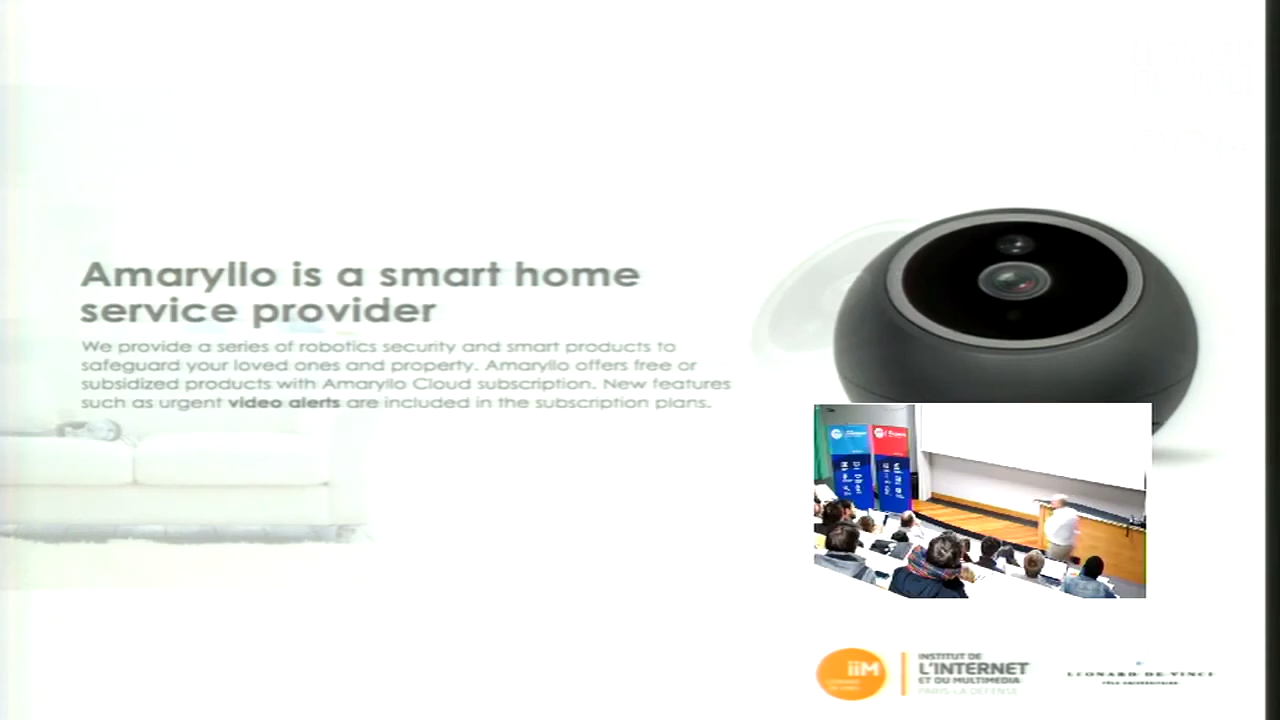 Amaryllo is a smart home
service provider
We provide a series of robotics security and smart products to
safeguard your loved ones and property. Amaryllo offers free or
subsidized products with Amaryllo Cloud subscription. New features
such as urgent video alerts are included in the subscription plans.
iiM
INSTITUT DE
L'INTERNET
ET DU MULTIMEDIA
PARIS-LA DÉFENSE
LEONARD DE VINCI
PÔLE UNIVERSITAIRE